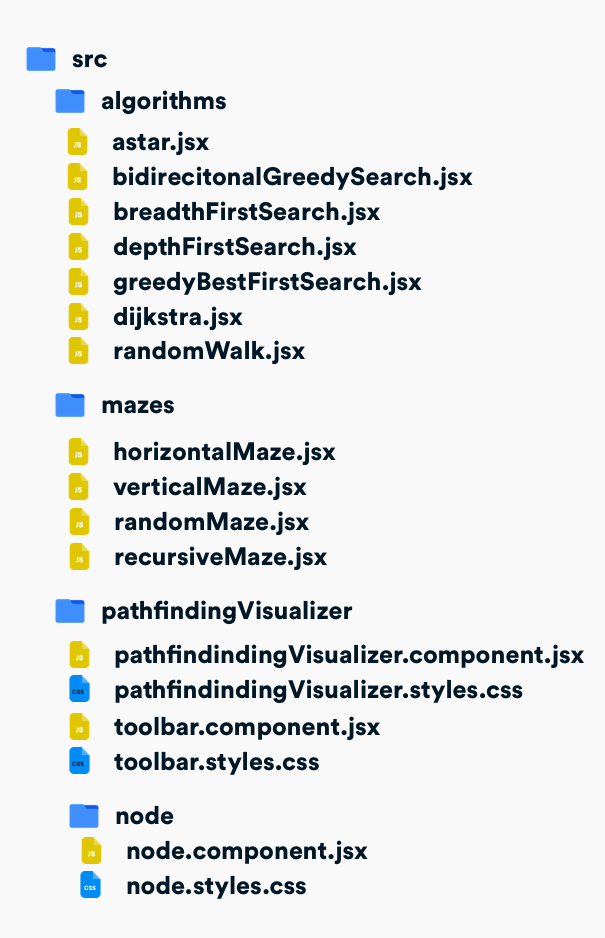 src
algorithms
JS astar.jsx
JS bidirecitonalGreedySearch.jsx
JS breadthFirstSearch.jsx
JS depthFirstSearch.jsx
JS greedyBestFirstSearch.jsx
JS dijkstra.jsx
JS randomWalk.jsx
mazes
JS horizontalMaze.jsx
JS verticalMaze.jsx
JS randomMaze.jsx
JS recursiveMaze.jsx
pathfindingVisualizer
JS pathfindindingVisualizer.component.jsx
CSS pathfindindingVisualizer.styles.css
JS toolbar.component.jsx
CSS toolbar.styles.css
node
JS node.component.jsx
CSS node.styles.css